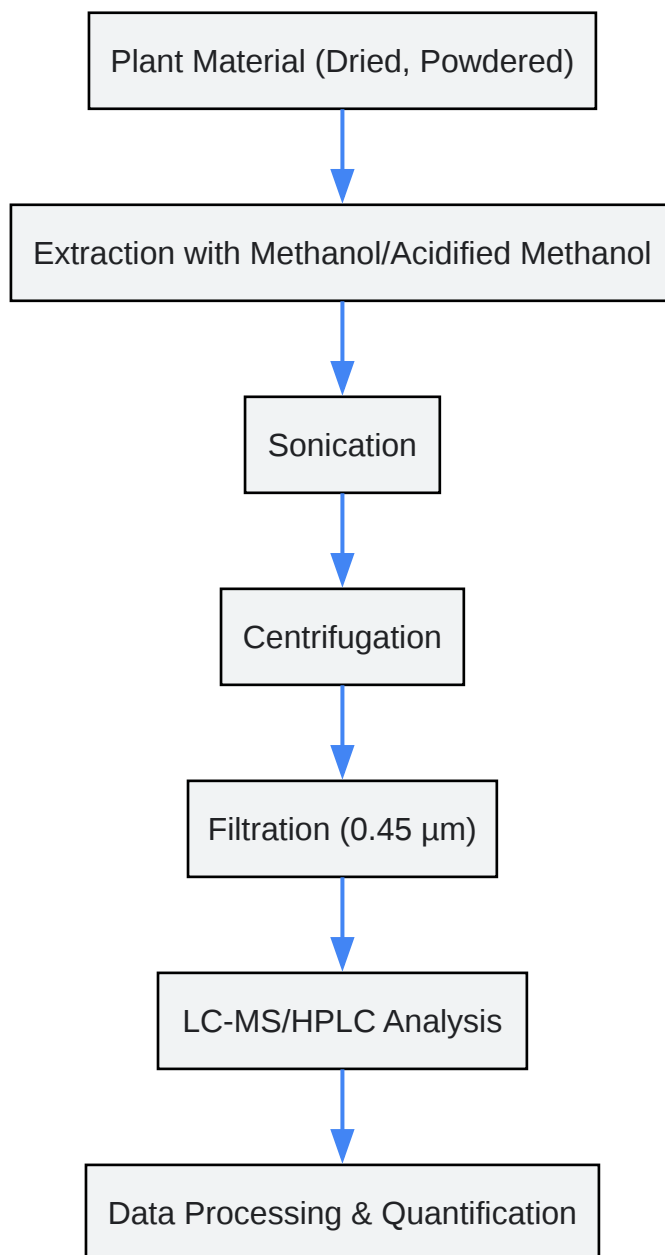 Plant Material (Dried, Powdered)
Extraction with Methanol/Acidified Methanol
Sonication
Centrifugation
Filtration (0.45 µm)
LC-MS/HPLC Analysis
Data Processing & Quantification